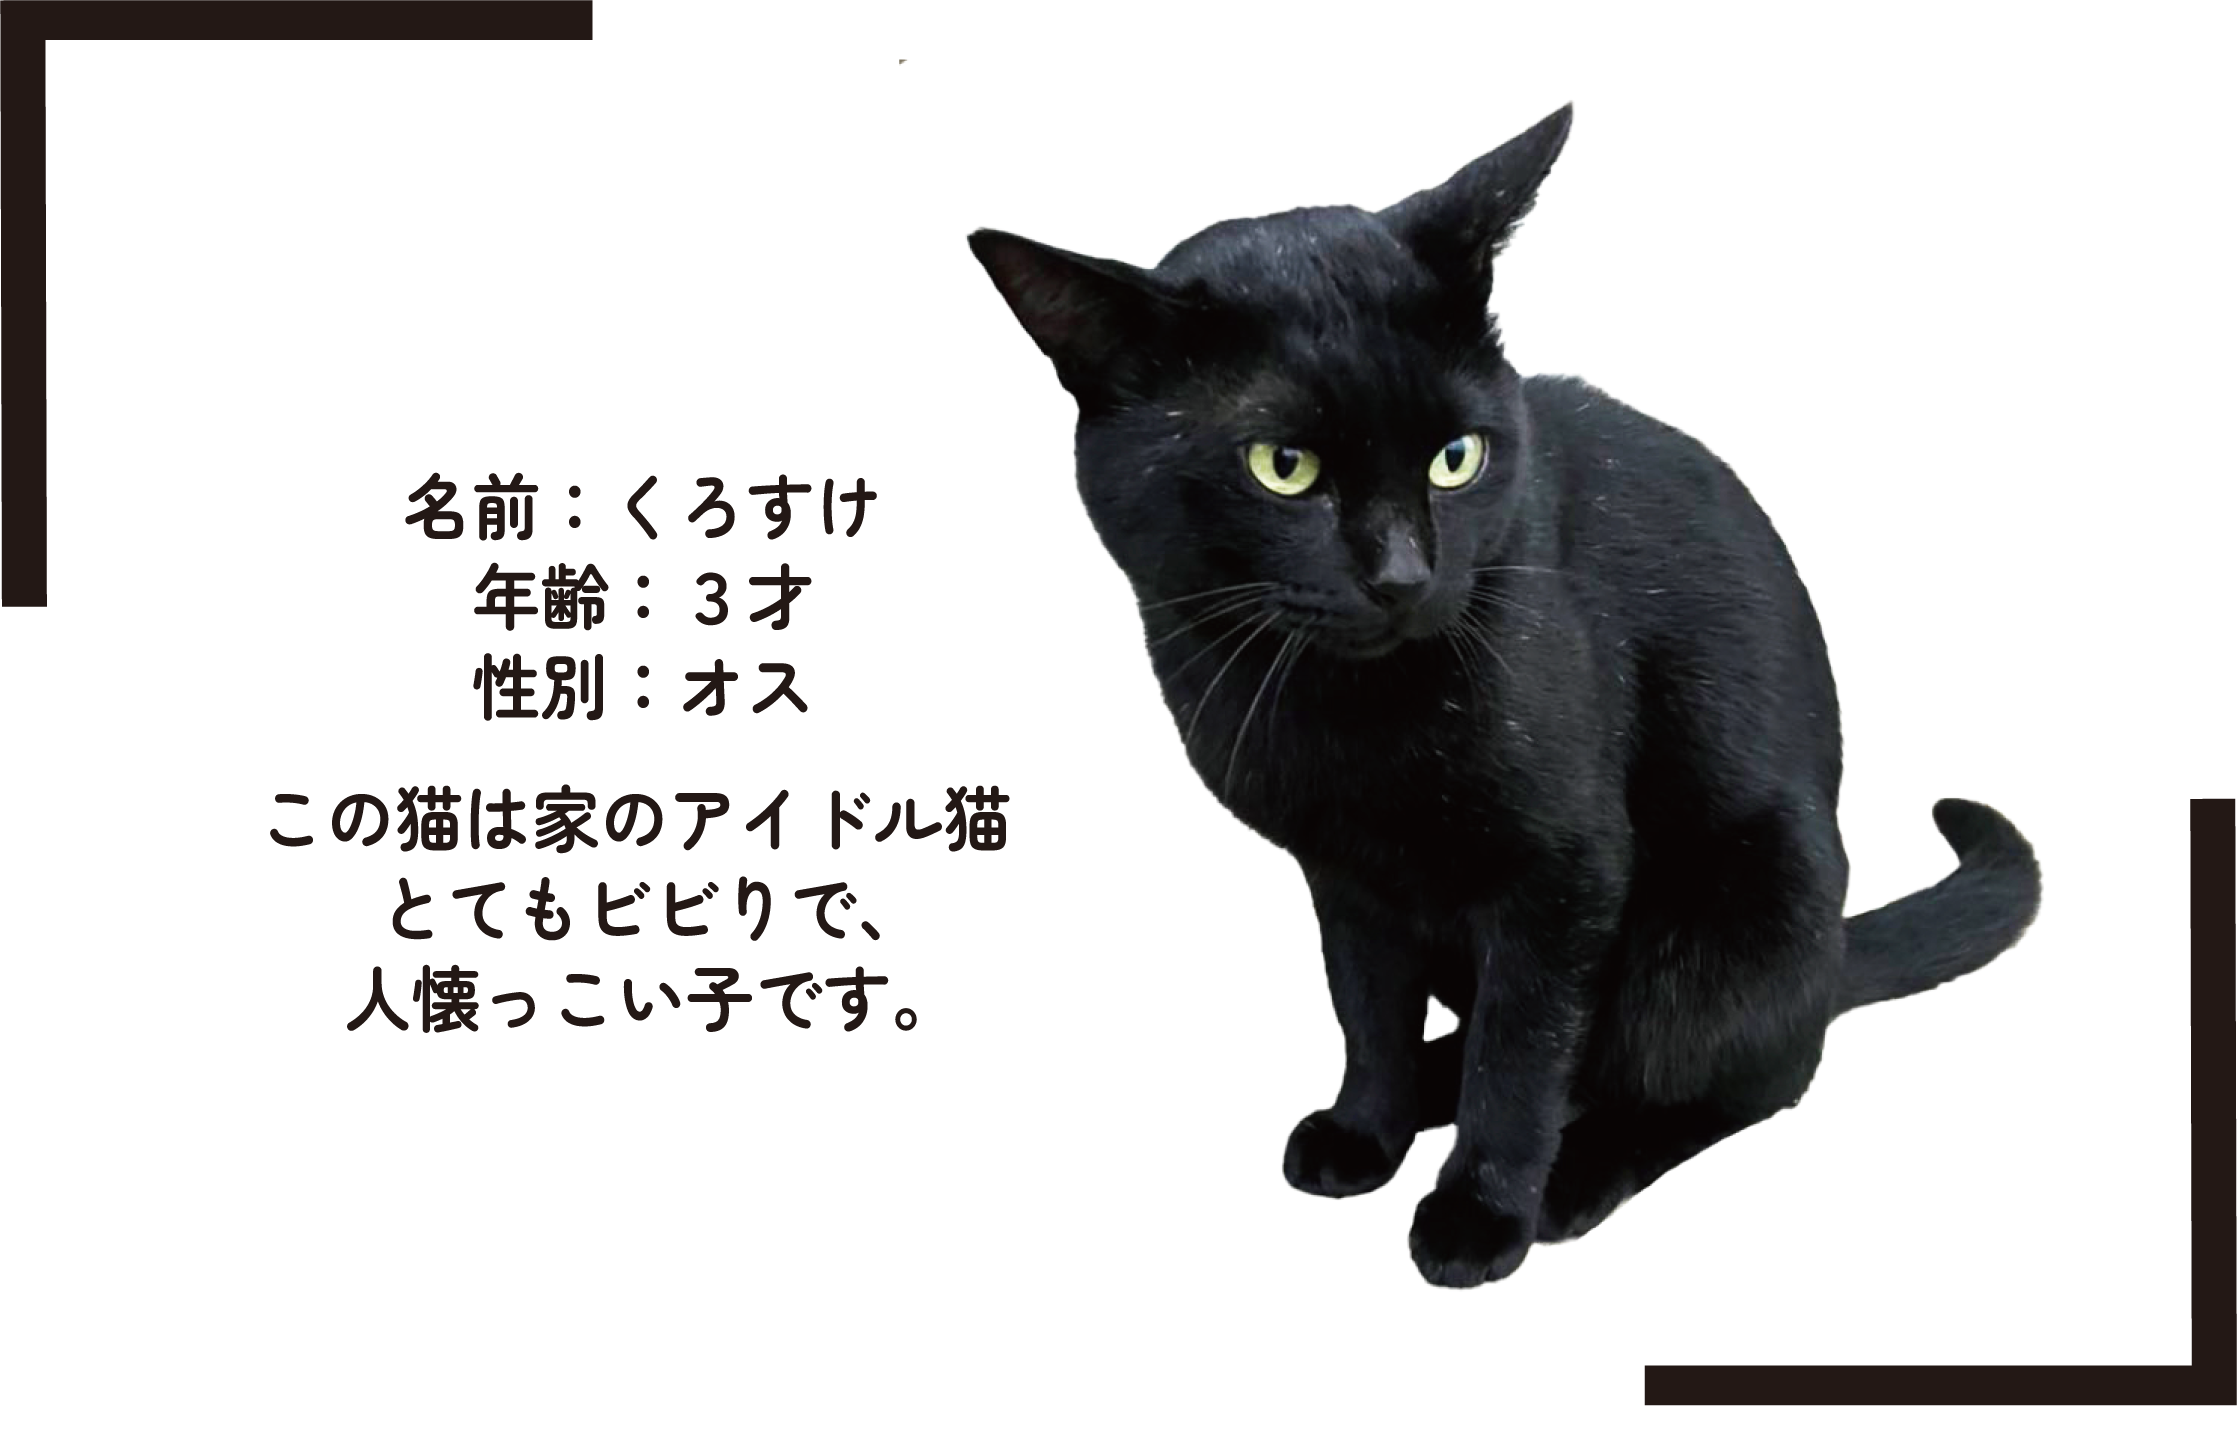 名前：くろすけ
年齢：３才
性別：オス
この猫は家のアイドル猫
とてもビビりで、
人懐っこい子です。